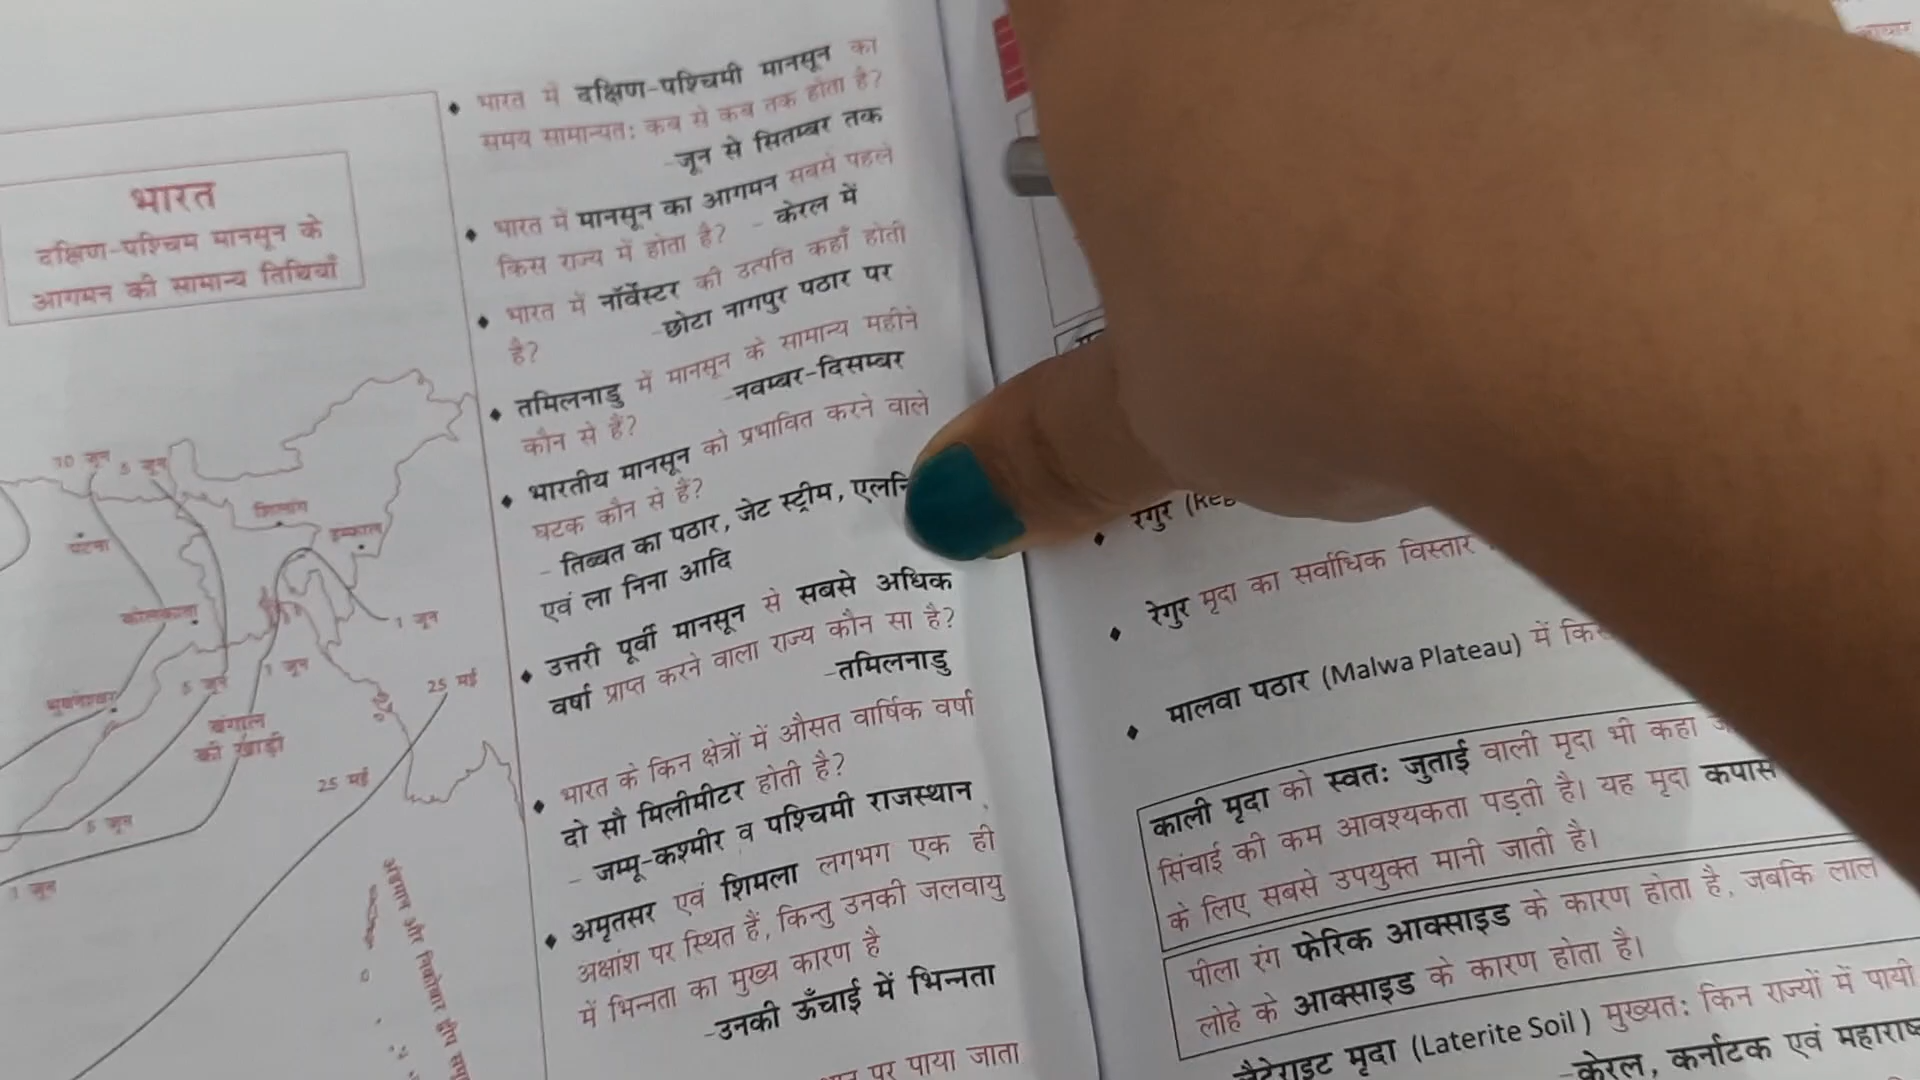 भारत
दक्षिण-पश्चिम मानसून के
आगमन की सामान्य तिथियाँ
10 जून
5 जून
शिलांग
इम्फाल
पटना
कोलकाता
1 जून
भुवनेश्वर
5 जून
1 जून
25 मई
बंगाल
की खाड़ी
25 मई
5 जून
1 जून
अंडमान और निकोबार द्वीप
भारत में दक्षिण-पश्चिमी मानसून का
समय सामान्यत: कब से कब तक होता है?
-जून से सितम्बर तक
भारत में मानसून का आगमन सबसे पहले
किस राज्य में होता है? - केरल में
भारत में नॉर्वेस्टर की उत्पत्ति कहाँ होती
है? -छोटा नागपुर पठार पर
तमिलनाडु में मानसून के सामान्य महीने
कौन से हैं? -नवम्बर-दिसम्बर
भारतीय मानसून को प्रभावित करने वाले
घटक कौन से हैं?
- तिब्बत का पठार, जेट स्ट्रीम,
एवं ला निना आदि
उत्तरी पूर्वी मानसून से सबसे अधिक
वर्षा प्राप्त करने वाला राज्य कौन सा है?
-तमिलनाडु
भारत के किन क्षेत्रों में औसत वार्षिक वर्षा
दो सौ मिलीमीटर होती है?
- जम्मू-कश्मीर व पश्चिमी राजस्थान
अमृतसर एवं शिमला लगभग एक ही
अक्षांश पर स्थित हैं, किन्तु उनकी जलवायु
में भिन्नता का मुख्य कारण है
-उनकी ऊँचाई में भिन्नता
पर पाया जाता
रेगुर
रेगुर मृदा का सर्वाधिक विस्तार
मालवा पठार (Malwa Plateau) में
काली मृदा को स्वत: जुताई वाली मृदा भी कहा
सिंचाई की कम आवश्यकता पड़ती है। यह मृदा कपास
के लिए सबसे उपयुक्त मानी जाती है।
पीला रंग फेरिक आक्साइड के कारण होता है, जबकि लाल
लोहे के आक्साइड के कारण होता है।
लैटेराइट मृदा (Laterite Soil) मुख्यत: किन राज्यों में पायी
-केरल, कर्नाटक एवं